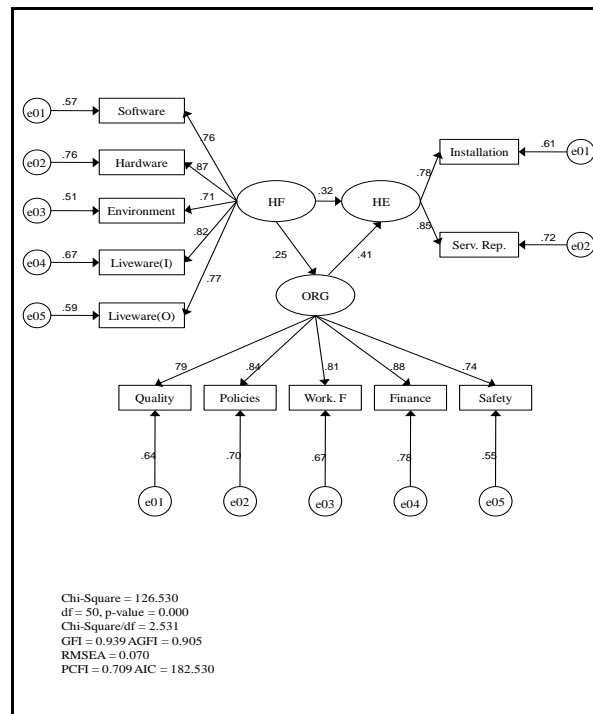 e01 .57 Software
.76
e02 .76 Hardware
.87
e03 .51 Environment
.71
e04 .67 Liveware(I)
.82
e05 .59 Liveware(O)
.77
HF .32 HE
.25 .41
ORG
.78 Installation .61 e01
.85 Serv. Rep. .72 e02
79 .84 .81 .88 .74
Quality Policies Work. F Finance Safety
.64 .70 .67 .78 .55
e01 e02 e03 e04 e05
Chi-Square = 126.530
df = 50, p-value = 0.000
Chi-Square/df = 2.531
GFI = 0.939 AGFI = 0.905
RMSEA = 0.070
PCFI = 0.709 AIC = 182.530